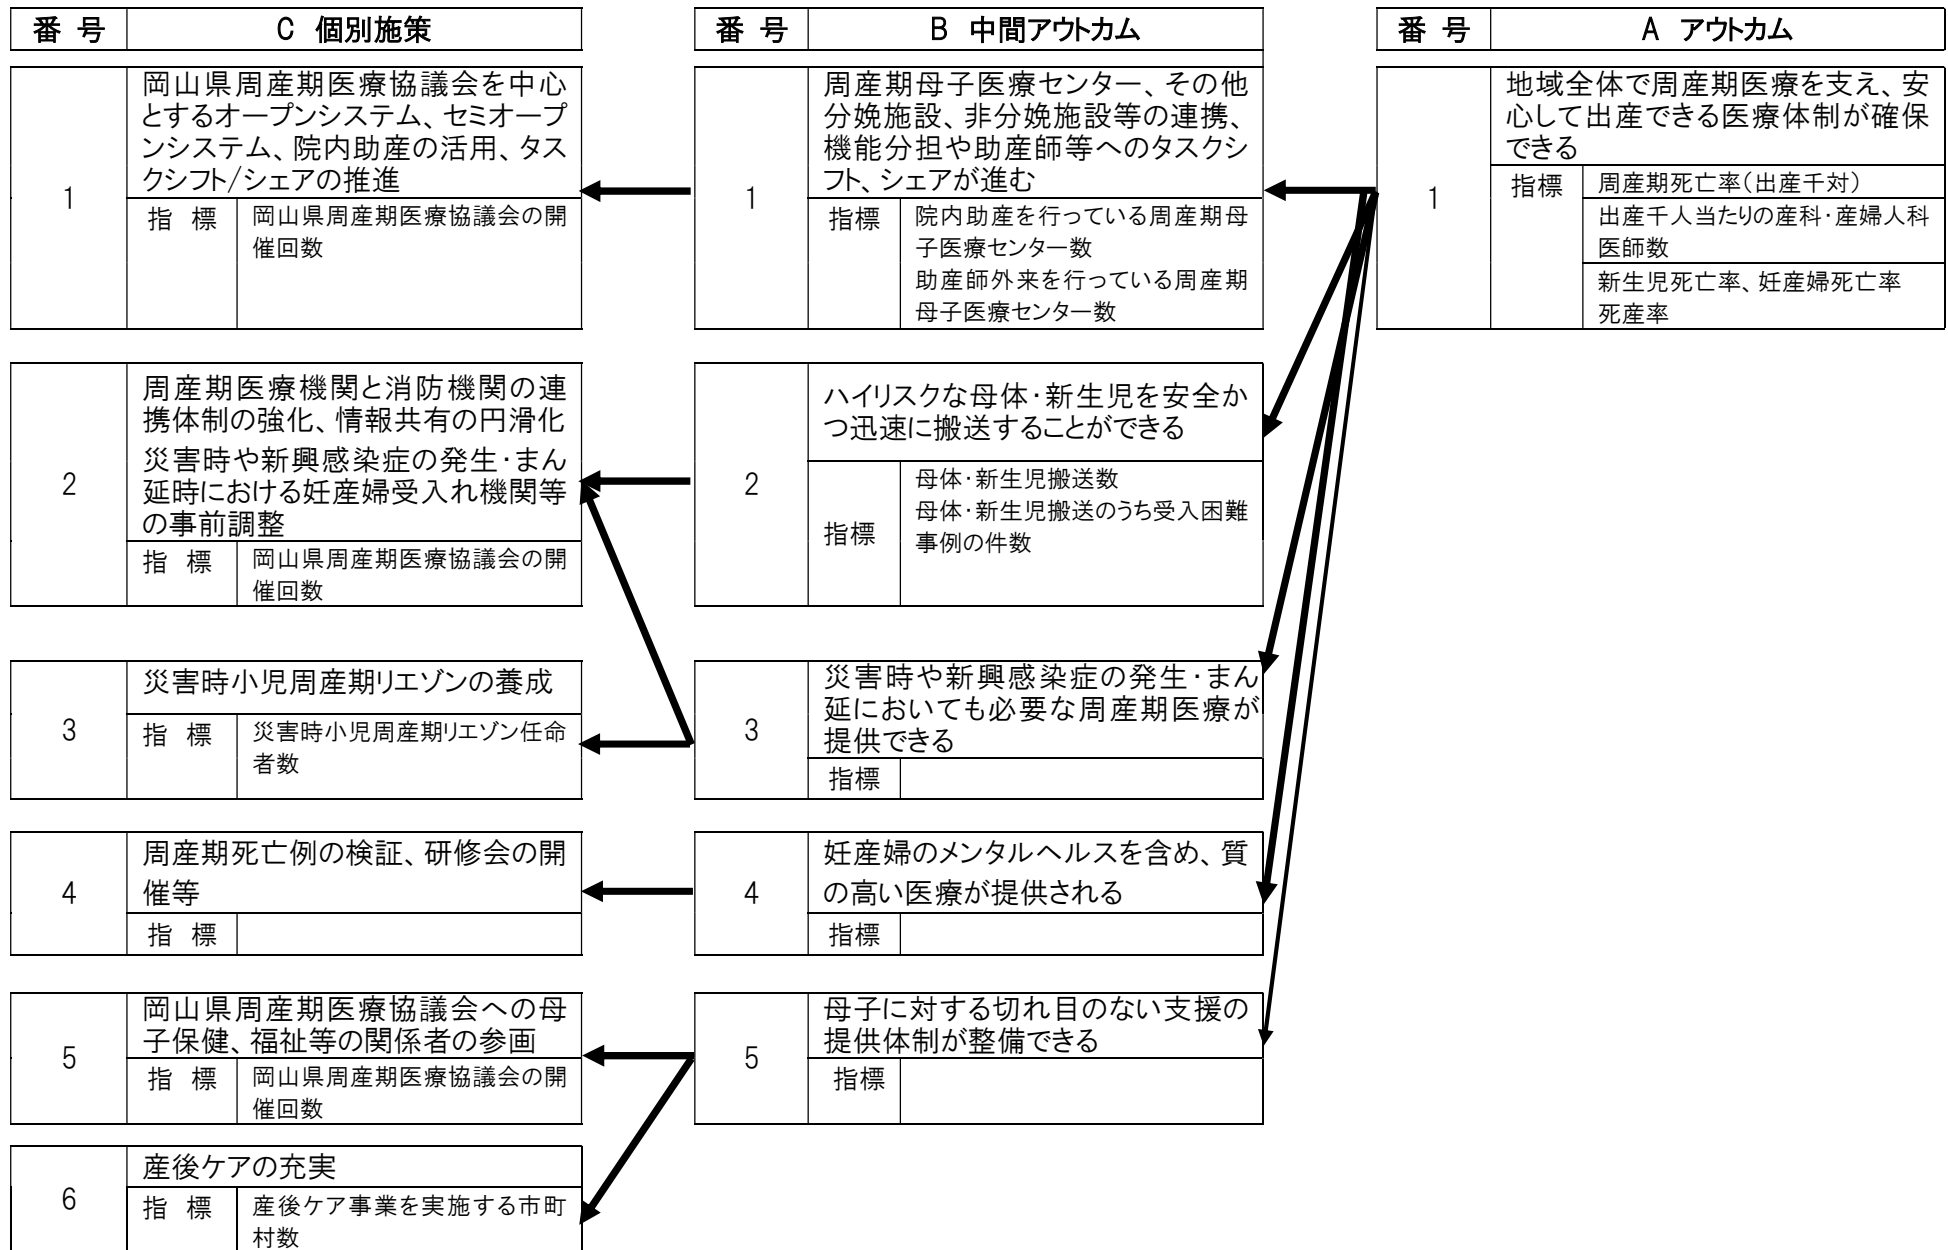 番 号 C 個別施策
1
岡山県周産期医療協議会を中心
とするオープンシステム、セミオープ
ンシステム、院内助産の活用、タス
クシフト/シェアの推進
指 標 岡山県周産期医療協議会の開
催回数
2
周産期医療機関と消防機関の連
携体制の強化、情報共有の円滑化
災害時や新興感染症の発生・まん
延時における妊産婦受入れ機関等
の事前調整
指 標 岡山県周産期医療協議会の開
催回数
3
災害時小児周産期リエゾンの養成
指 標 災害時小児周産期リエゾン任命
者数
4
周産期死亡例の検証、研修会の開
催等
指 標
5
岡山県周産期医療協議会への母
子保健、福祉等の関係者の参画
指 標 岡山県周産期医療協議会の開
催回数
6
産後ケアの充実
指 標 産後ケア事業を実施する市町
村数
番 号 B 中間アウトカム
1
周産期母子医療センター、その他
分娩施設、非分娩施設等の連携、
機能分担や助産師等へのタスクシ
フト、シェアが進む
指標 院内助産を行っている周産期母
子医療センター数
助産師外来を行っている周産期
母子医療センター数
2
ハイリスクな母体・新生児を安全か
つ迅速に搬送することができる
指標
母体・新生児搬送数
母体・新生児搬送のうち受入困難
事例の件数
3
災害時や新興感染症の発生・まん
延においても必要な周産期医療が
提供できる
指標
4
妊産婦のメンタルヘルスを含め、質
の高い医療が提供される
指標
5
母子に対する切れ目のない支援の
提供体制が整備できる
指標
番 号 A アウトカム
1
地域全体で周産期医療を支え、安
心して出産できる医療体制が確保
できる
指標 周産期死亡率(出産千対)
出産千人当たりの産科・産婦人科
医師数
新生児死亡率、妊産婦死亡率
死産率